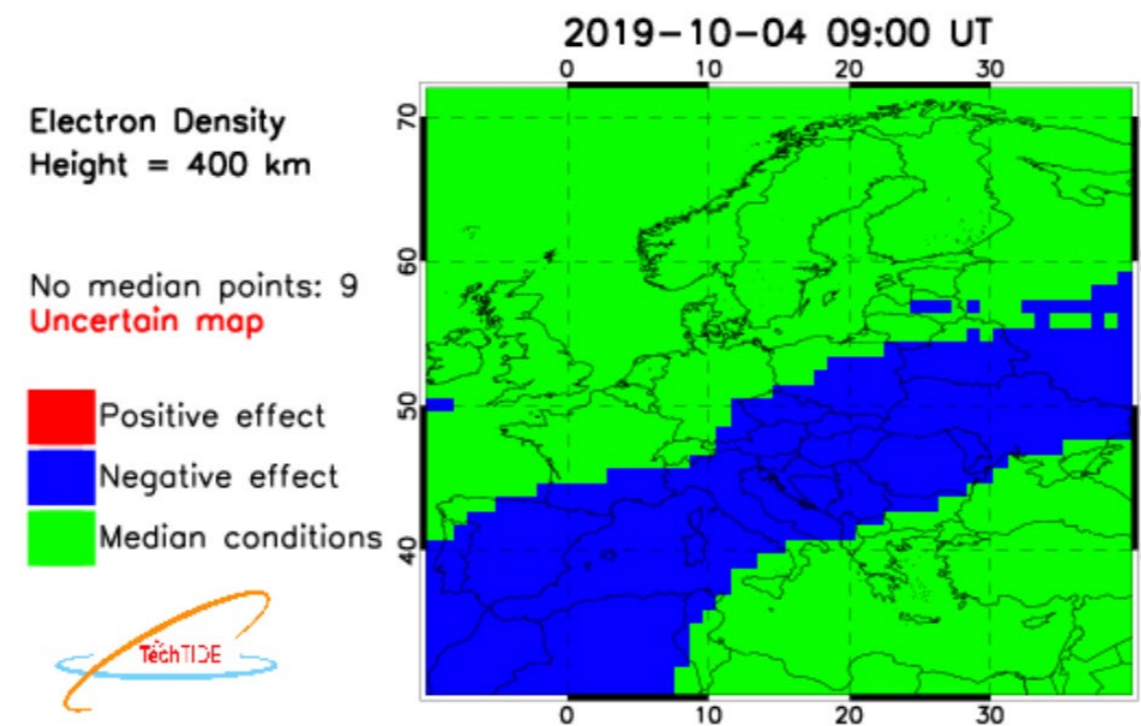 2019-10-04 09:00 UT
0 10 20 30
Electron Density
Height = 400 km
No median points: 9
Uncertain map
Positive effect
Negative effect
Median conditions
TechTIDE
70
60
50
40
0 10 20 30